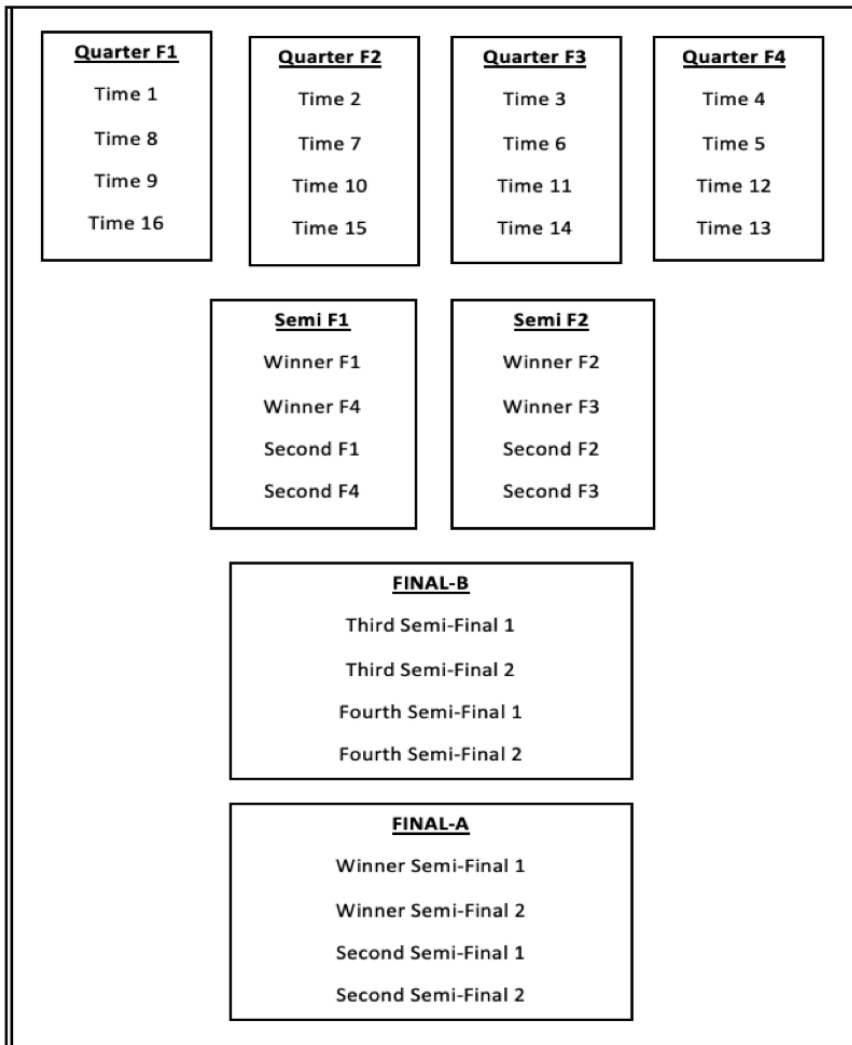 Quarter F1
Time 1
Time 8
Time 9
Time 16
Quarter F2
Time 2
Time 7
Time 10
Time 15
Quarter F3
Time 3
Time 6
Time 11
Time 14
Quarter F4
Time 4
Time 5
Time 12
Time 13
Semi F1
Winner F1
Winner F4
Second F1
Second F4
Semi F2
Winner F2
Winner F3
Second F2
Second F3
FINAL-B
Third Semi-Final 1
Third Semi-Final 2
Fourth Semi-Final 1
Fourth Semi-Final 2
FINAL-A
Winner Semi-Final 1
Winner Semi-Final 2
Second Semi-Final 1
Second Semi-Final 2